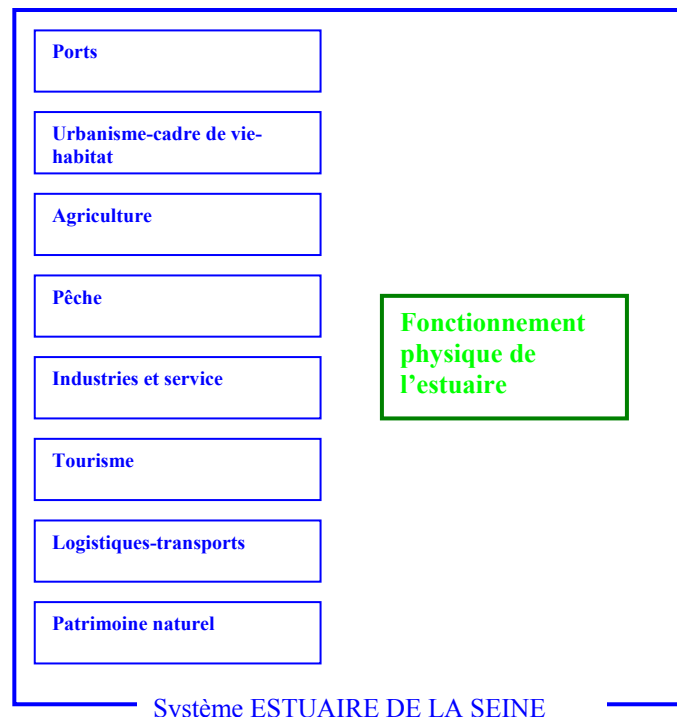 Ports
Urbanisme-cadre de vie-
habitat
Agriculture
Pêche
Industries et service
Tourisme
Logistiques-transports
Patrimoine naturel
Fonctionnement
physique de
l’estuaire
Système ESTUAIRE DE LA SEINE